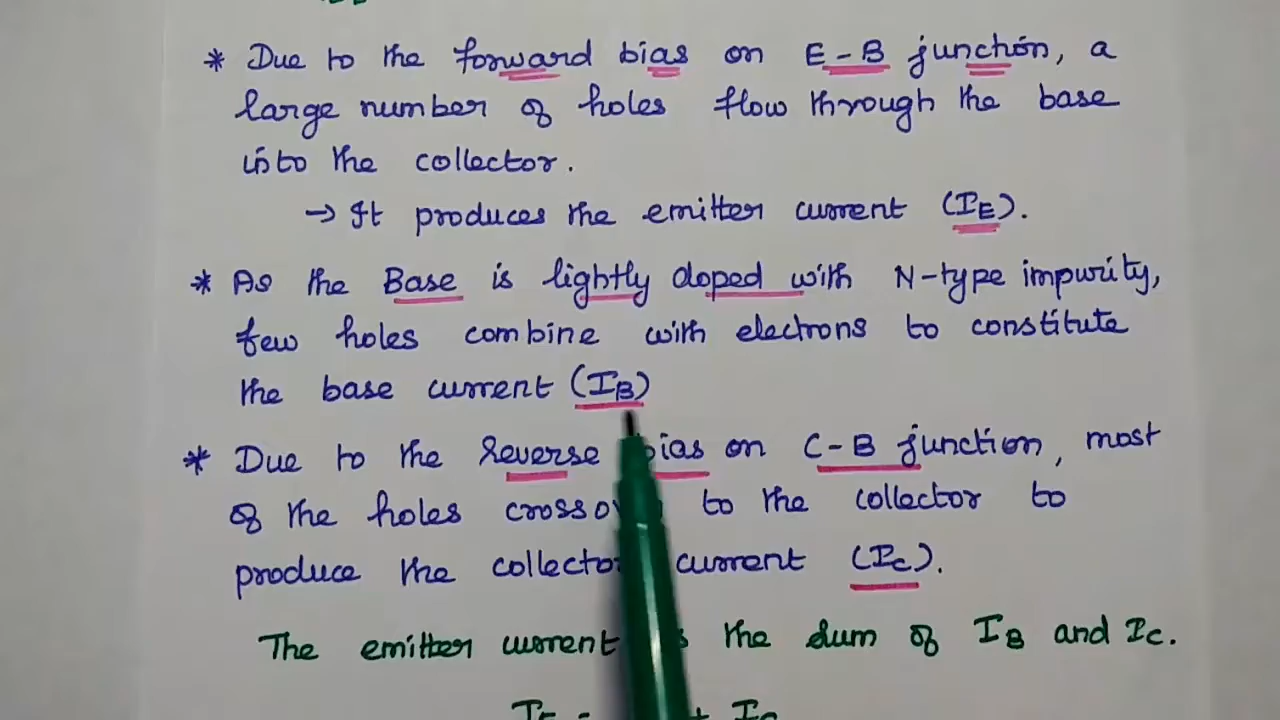 * Due to the forward bias on E-B junction, a
large number of holes flow through the base
into the collector.
→ It produces the emitter current (IE).
* As the Base is lightly doped with N-type impurity,
few holes combine with electrons to constitute
the base current (IB)
* Due to the reverse bias on C-B junction, most
of the holes crosso to the collector to
produce the collecto current (Ic).
The emitter current s the sum of IB and Ic.